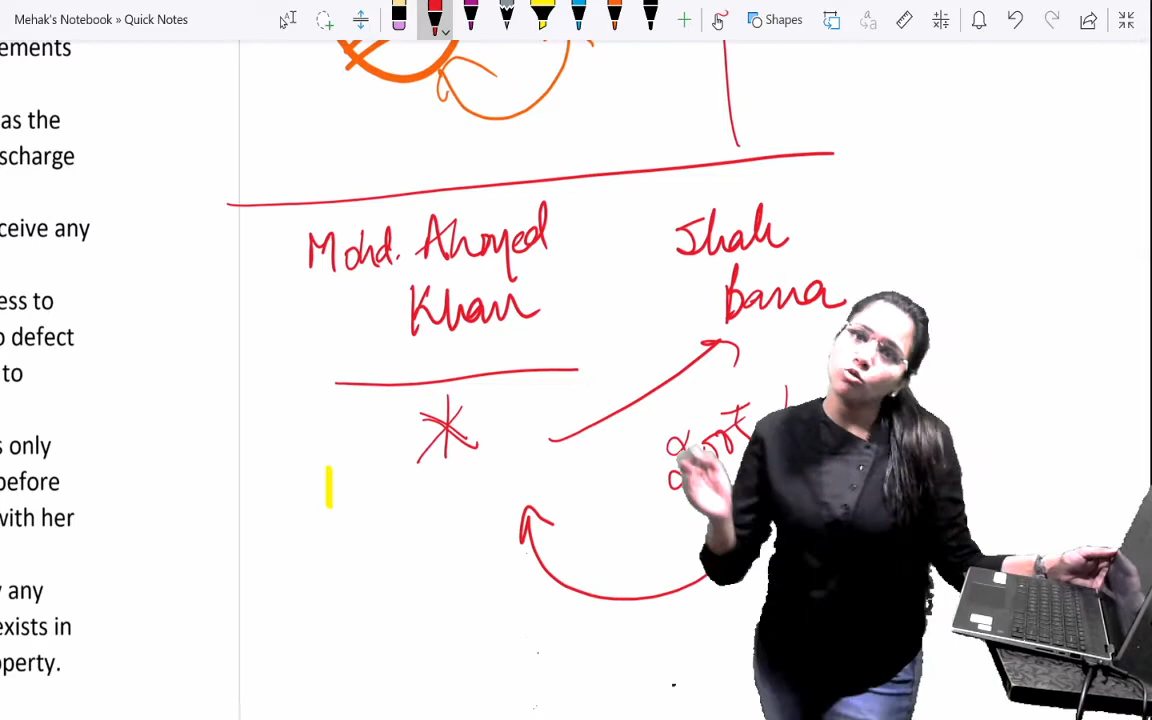 Mehak's Notebook » Quick Notes
Shapes
ements
as the
scharge
ceive any
ess to
o defect
to
s only
before
with her
y any
exists in
operty.
Mohd. Ahmed
Khan
Shah
bana